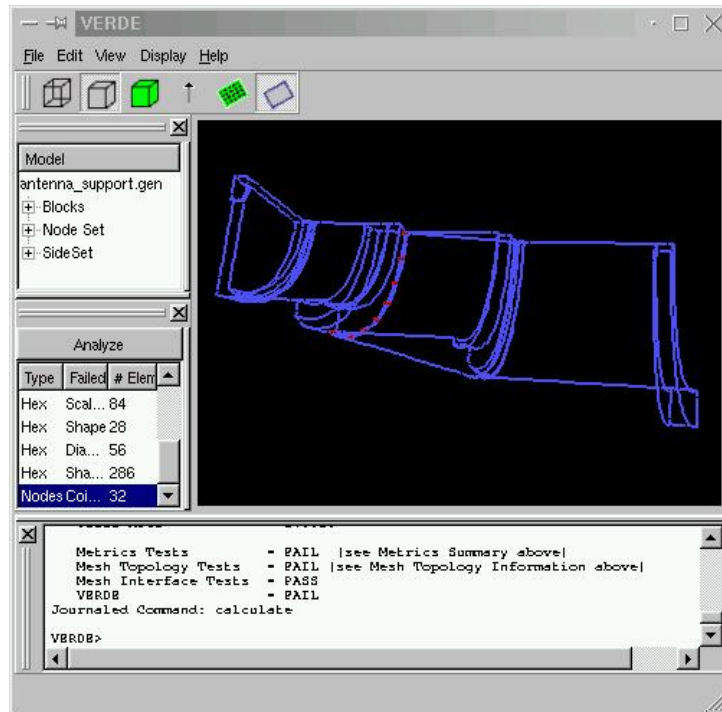 VERDE
File Edit View Display Help
Model
antenna_support.gen
Blocks
Node Set
SideSet
Analyze
Type Failed # Elem
Hex Scal... 84
Hex Shape 28
Hex Dia... 56
Hex Sha... 286
Nodes Coi... 32
Metrics Tests - FAIL |see Metrics Summary above|
Mesh Topology Tests - FAIL |see Mesh Topology Information above|
Mesh Interface Tests - PASS
VERDE - FAIL
Journaled Command: calculate
VERDE>